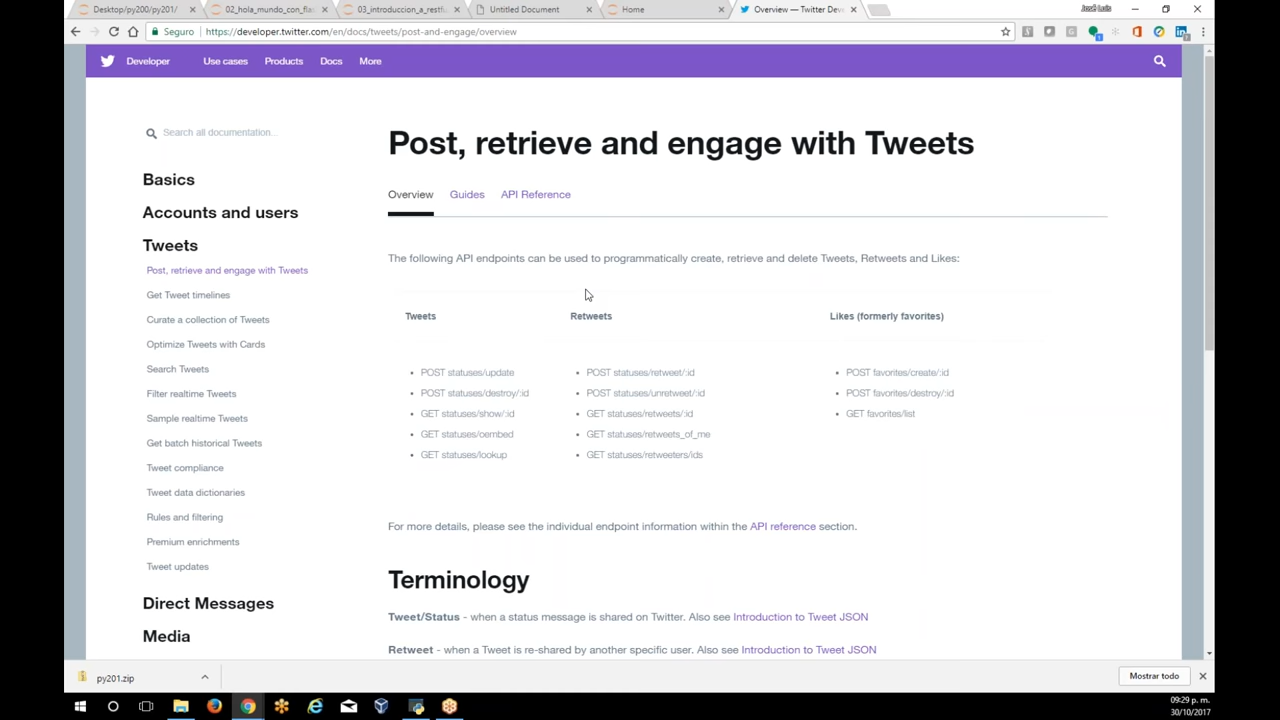 Desktop/py200/py201/
02_hola_mundo_con_fla
03_introduccion_a_restf
Untitled Document
Home
Overview — Twitter Dev
José Luis
Seguro
https://developer.twitter.com/en/docs/tweets/post-and-engage/overview
Developer
Use cases
Products
Docs
More
Search all documentation...
Basics
Accounts and users
Tweets
Post, retrieve and engage with Tweets
Get Tweet timelines
Curate a collection of Tweets
Optimize Tweets with Cards
Search Tweets
Filter realtime Tweets
Sample realtime Tweets
Get batch historical Tweets
Tweet compliance
Tweet data dictionaries
Rules and filtering
Premium enrichments
Tweet updates
Direct Messages
Media
Post, retrieve and engage with Tweets
Overview
Guides
API Reference
The following API endpoints can be used to programmatically create, retrieve and delete Tweets, Retweets and Likes:
Tweets
POST statuses/update
POST statuses/destroy/:id
GET statuses/show/:id
GET statuses/oembed
GET statuses/lookup
Retweets
POST statuses/retweet/:id
POST statuses/unretweet/:id
GET statuses/retweets/:id
GET statuses/retweets_of_me
GET statuses/retweeters/ids
Likes (formerly favorites)
POST favorites/create/:id
POST favorites/destroy/:id
GET favorites/list
For more details, please see the individual endpoint information within the API reference section.
Terminology
Tweet/Status - when a status message is shared on Twitter. Also see Introduction to Tweet JSON
Retweet - when a Tweet is re-shared by another specific user. Also see Introduction to Tweet JSON
py201.zip
Mostrar todo
09:29 p. m.
30/10/2017